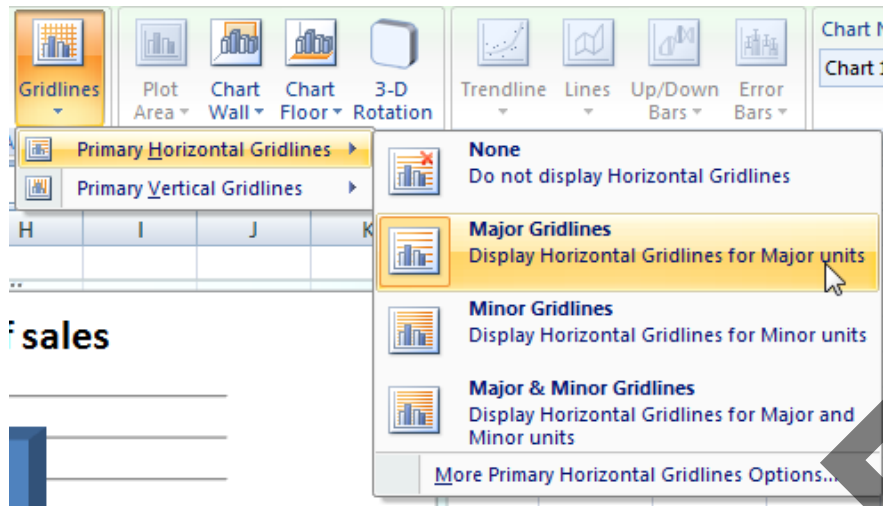 Gridlines
Plot Area
Chart Wall
Chart Floor
3-D Rotation
Trendline
Lines
Up/Down Bars
Error Bars
Chart
Chart
Primary Horizontal Gridlines
Primary Vertical Gridlines
None
Do not display Horizontal Gridlines
Major Gridlines
Display Horizontal Gridlines for Major units
Minor Gridlines
Display Horizontal Gridlines for Minor units
Major & Minor Gridlines
Display Horizontal Gridlines for Major and
Minor units
More Primary Horizontal Gridlines Options...
H I J K
sales